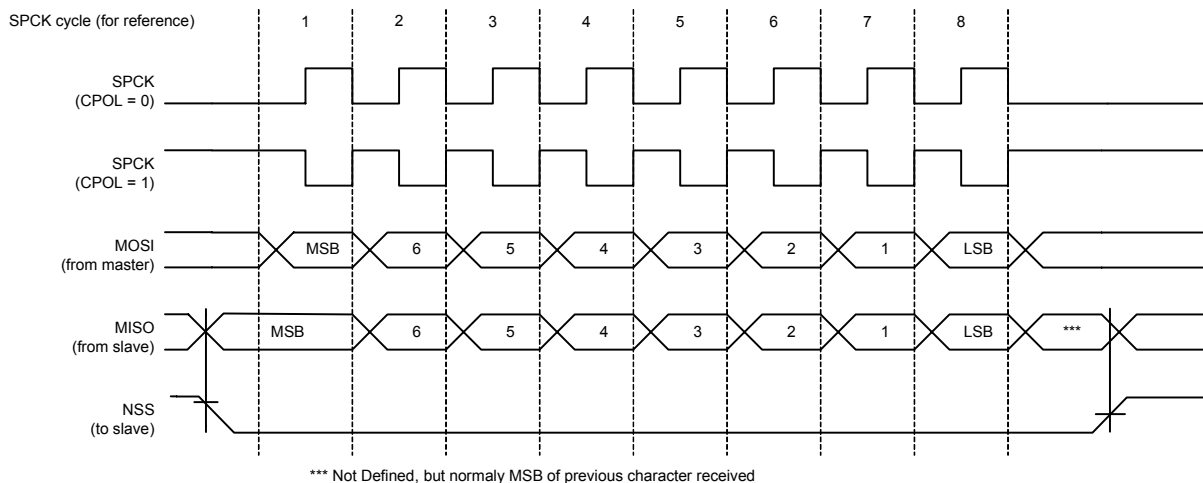 SPCK cycle (for reference) 1 2 3 4 5 6 7 8
SPCK
(CPOL = 0)
SPCK
(CPOL = 1)
MOSI
(from master)
MSB 6 5 4 3 2 1 LSB
MISO
(from slave)
MSB 6 5 4 3 2 1 LSB ***
NSS
(to slave)
*** Not Defined, but normaly MSB of previous character received